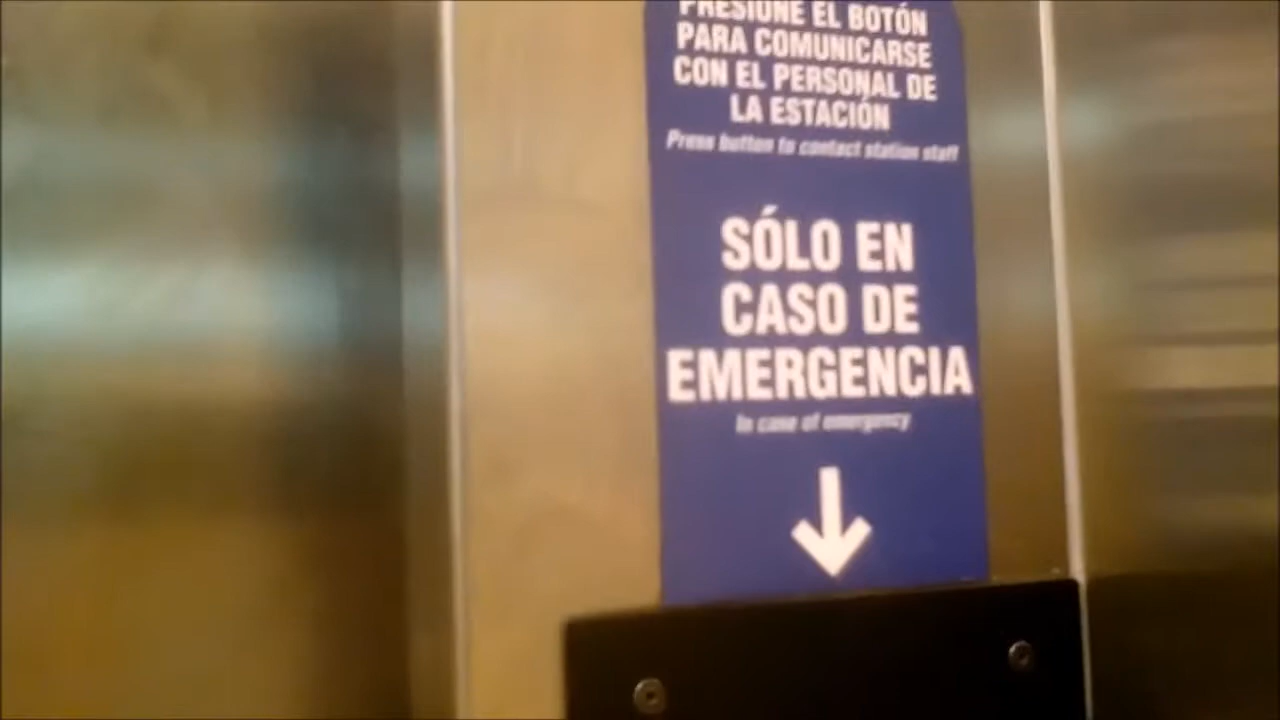 PRESIONE EL BOTÓN
PARA COMUNICARSE
CON EL PERSONAL DE
LA ESTACIÓN
Press button to contact station staff
SÓLO EN
CASO DE
EMERGENCIA
In case of emergency